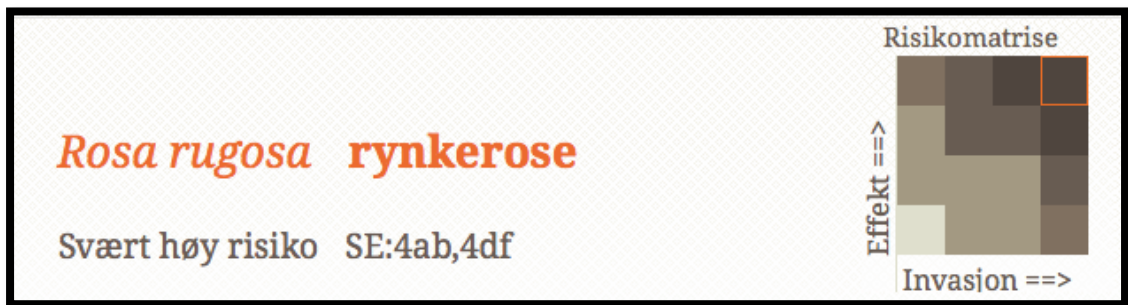 Risikomatrise
Rosa rugosa rynkerose
Effekt ==>
Svært høy risiko SE:4ab,4df
Invasjon ==>